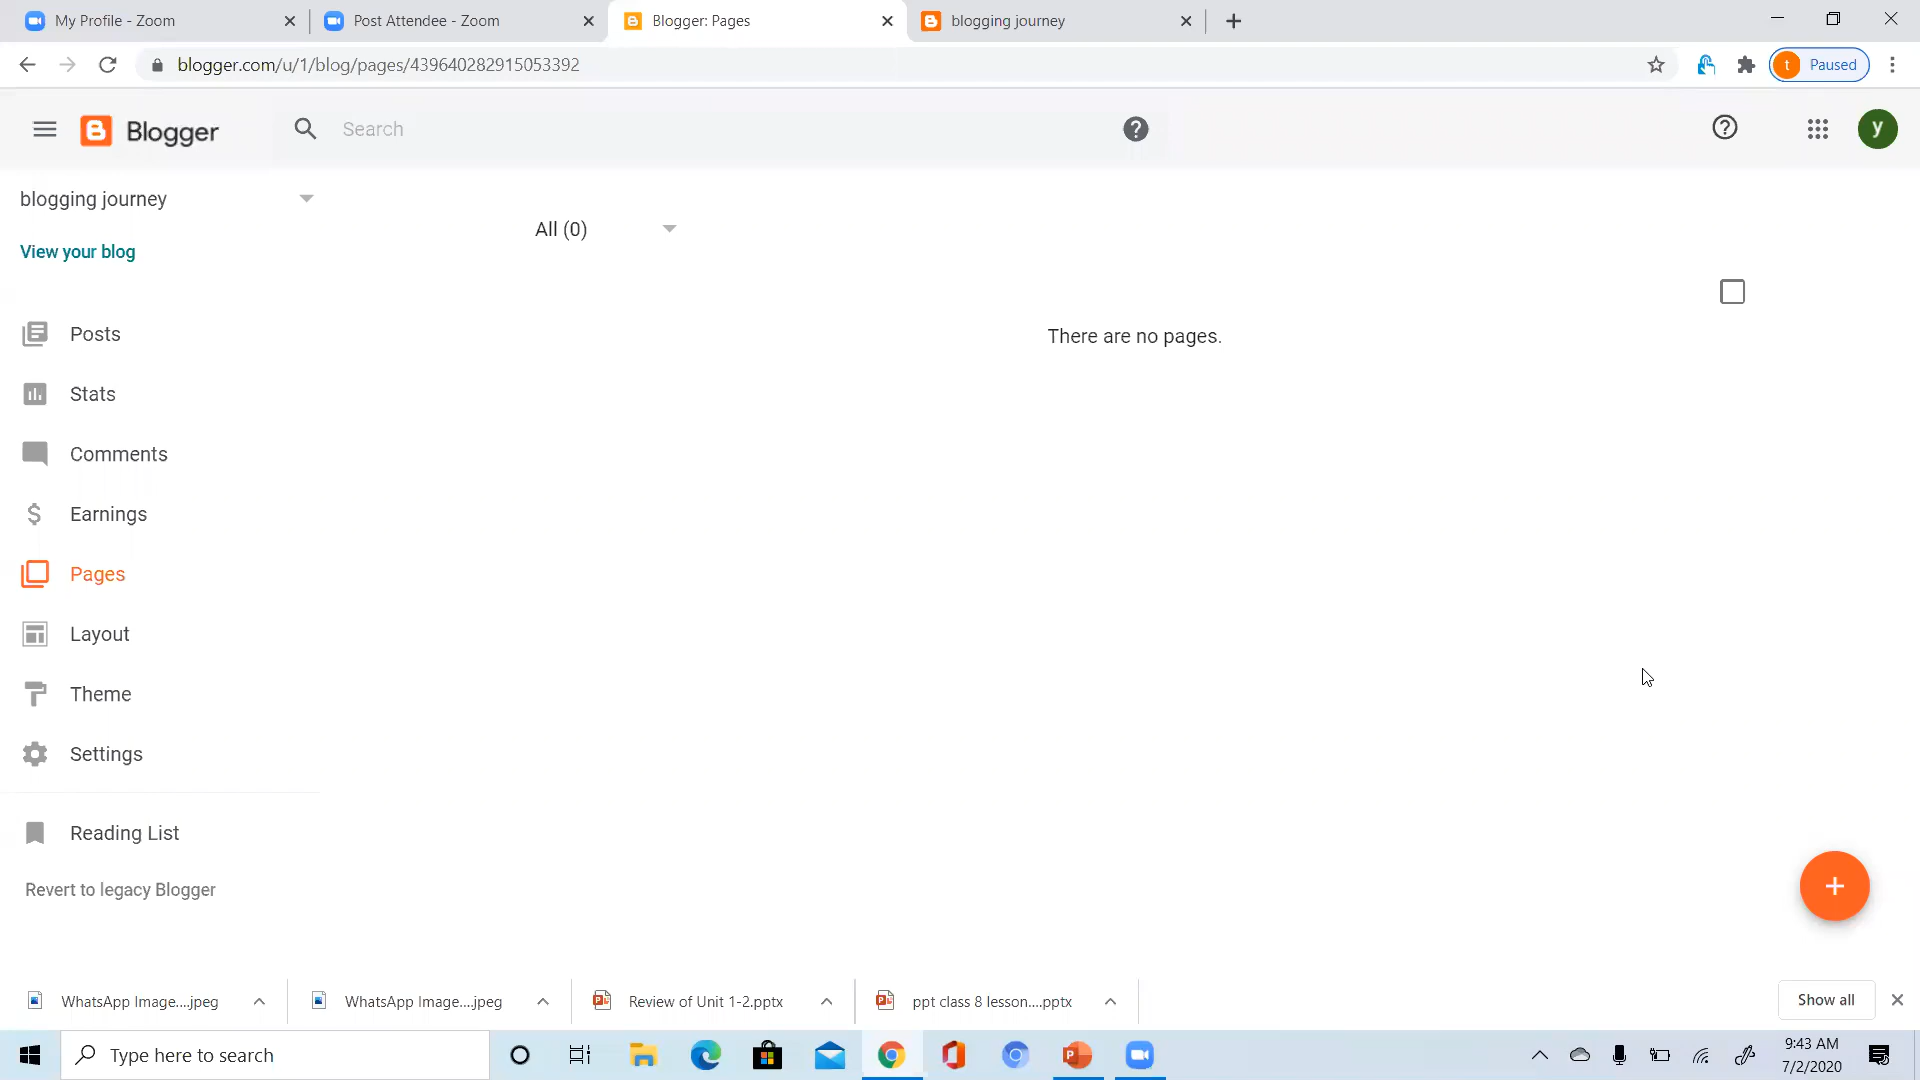 My Profile - Zoom
Post Attendee - Zoom
Blogger: Pages
blogging journey
blogger.com/u/1/blog/pages/439640282915053392
t Paused
Blogger
Search
y
blogging journey
All (0)
View your blog
There are no pages.
Posts
Stats
Comments
Earnings
Pages
Layout
Theme
Settings
Reading List
Revert to legacy Blogger
WhatsApp Image....jpeg
WhatsApp Image....jpeg
Review of Unit 1-2.pptx
ppt class 8 lesson....pptx
Show all
Type here to search
9:43 AM
7/2/2020